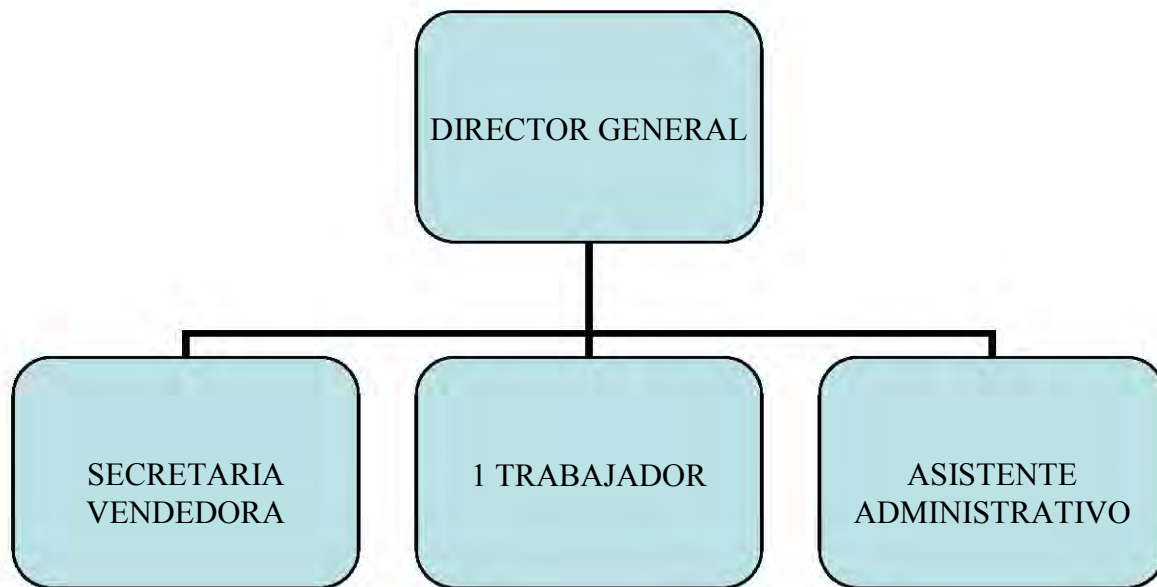 DIRECTOR GENERAL
SECRETARIA
VENDEDORA
1 TRABAJADOR
ASISTENTE
ADMINISTRATIVO